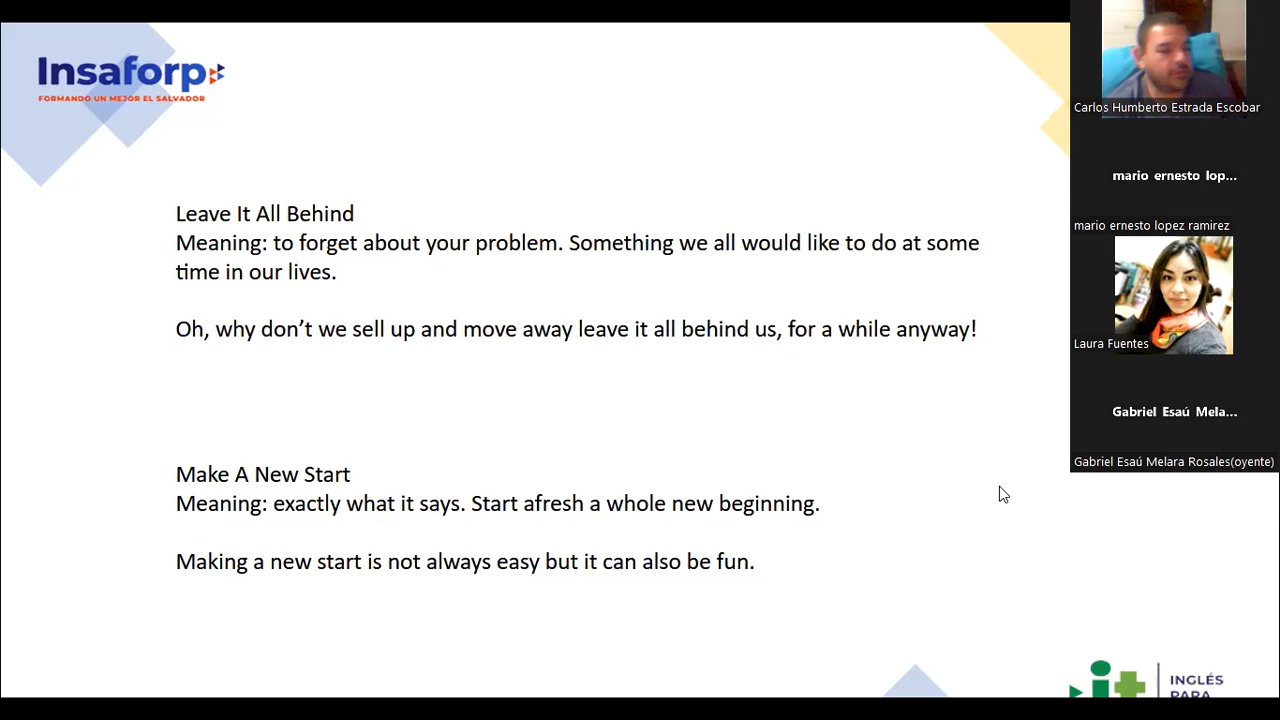 Insaforp
FORMANDO UN MEJOR EL SALVADOR
Leave It All Behind
Meaning: to forget about your problem. Something we all would like to do at some
time in our lives.
Oh, why don’t we sell up and move away leave it all behind us, for a while anyway!
Make A New Start
Meaning: exactly what it says. Start afresh a whole new beginning.
Making a new start is not always easy but it can also be fun.
Carlos Humberto Estrada Escobar
mario ernesto lop...
mario ernesto lopez ramirez
Laura Fuentes
Gabriel Esaú Mela...
Gabriel Esaú Melara Rosales(oyente)
it+
INGLÉS
PARA